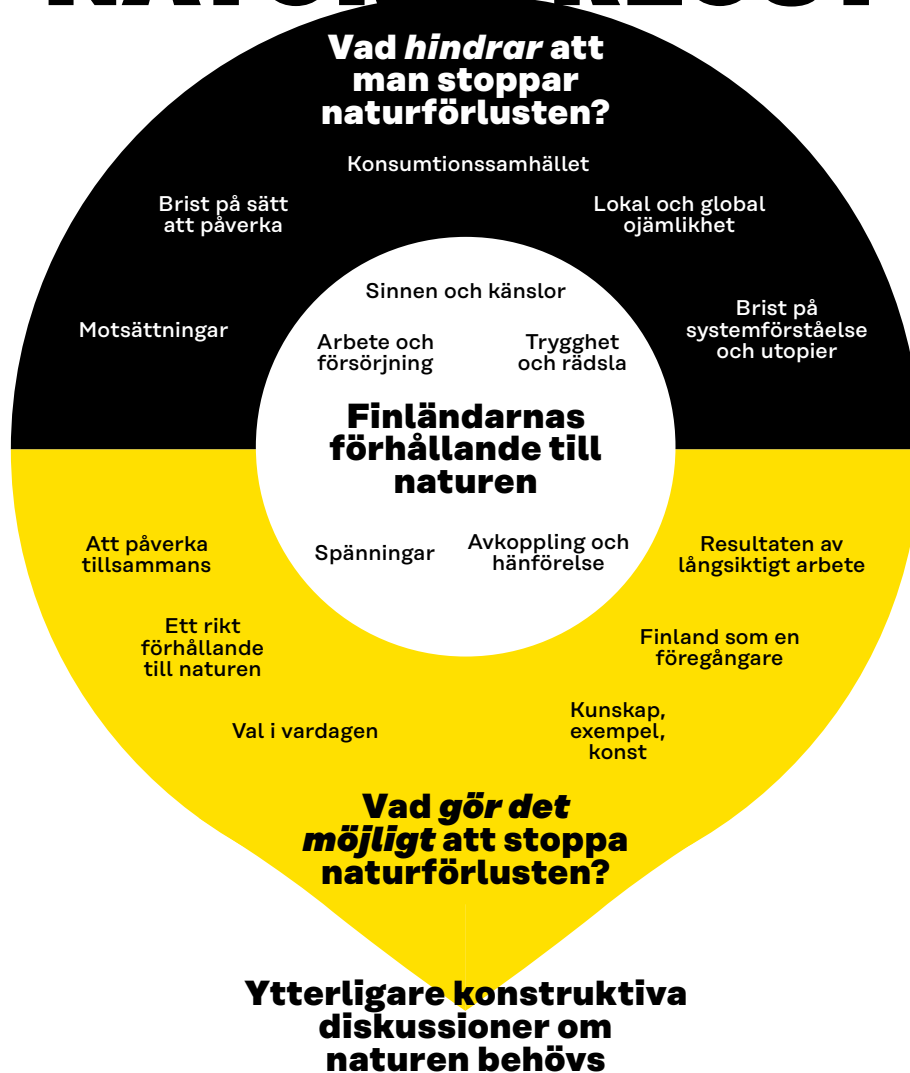 Vad hindrar att
man stoppar
naturförlusten?
Konsumtionssamhället
Brist på sätt
att påverka
Lokal och global
ojämlikhet
Motsättningar
Brist på
systemförståelse
och utopier
Sinnen och känslor
Arbete och
försörjning
Trygghet
och rädsla
Finländarnas
förhållande till
naturen
Spänningar
Avkoppling och
hänförelse
Att påverka
tillsammans
Resultaten av
långsiktigt arbete
Ett rikt
förhållande
till naturen
Finland som en
föregångare
Val i vardagen
Kunskap,
exempel,
konst
Vad gör det
möjligt att stoppa
naturförlusten?
Ytterligare konstruktiva
diskussioner om
naturen behövs